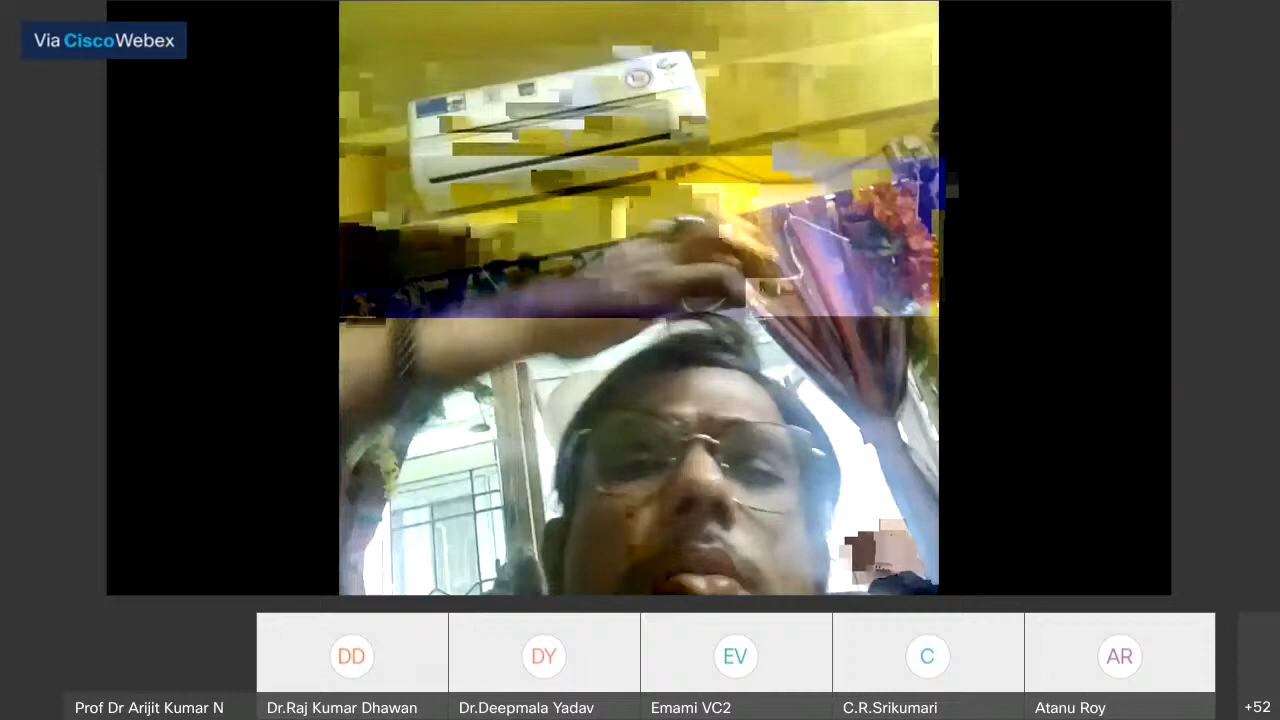 Via CiscoWebex
DD
DY
EV
C
AR
Prof Dr Arijit Kumar N
Dr.Raj Kumar Dhawan
Dr.Deepmala Yadav
Emami VC2
C.R.Srikumari
Atanu Roy
+52